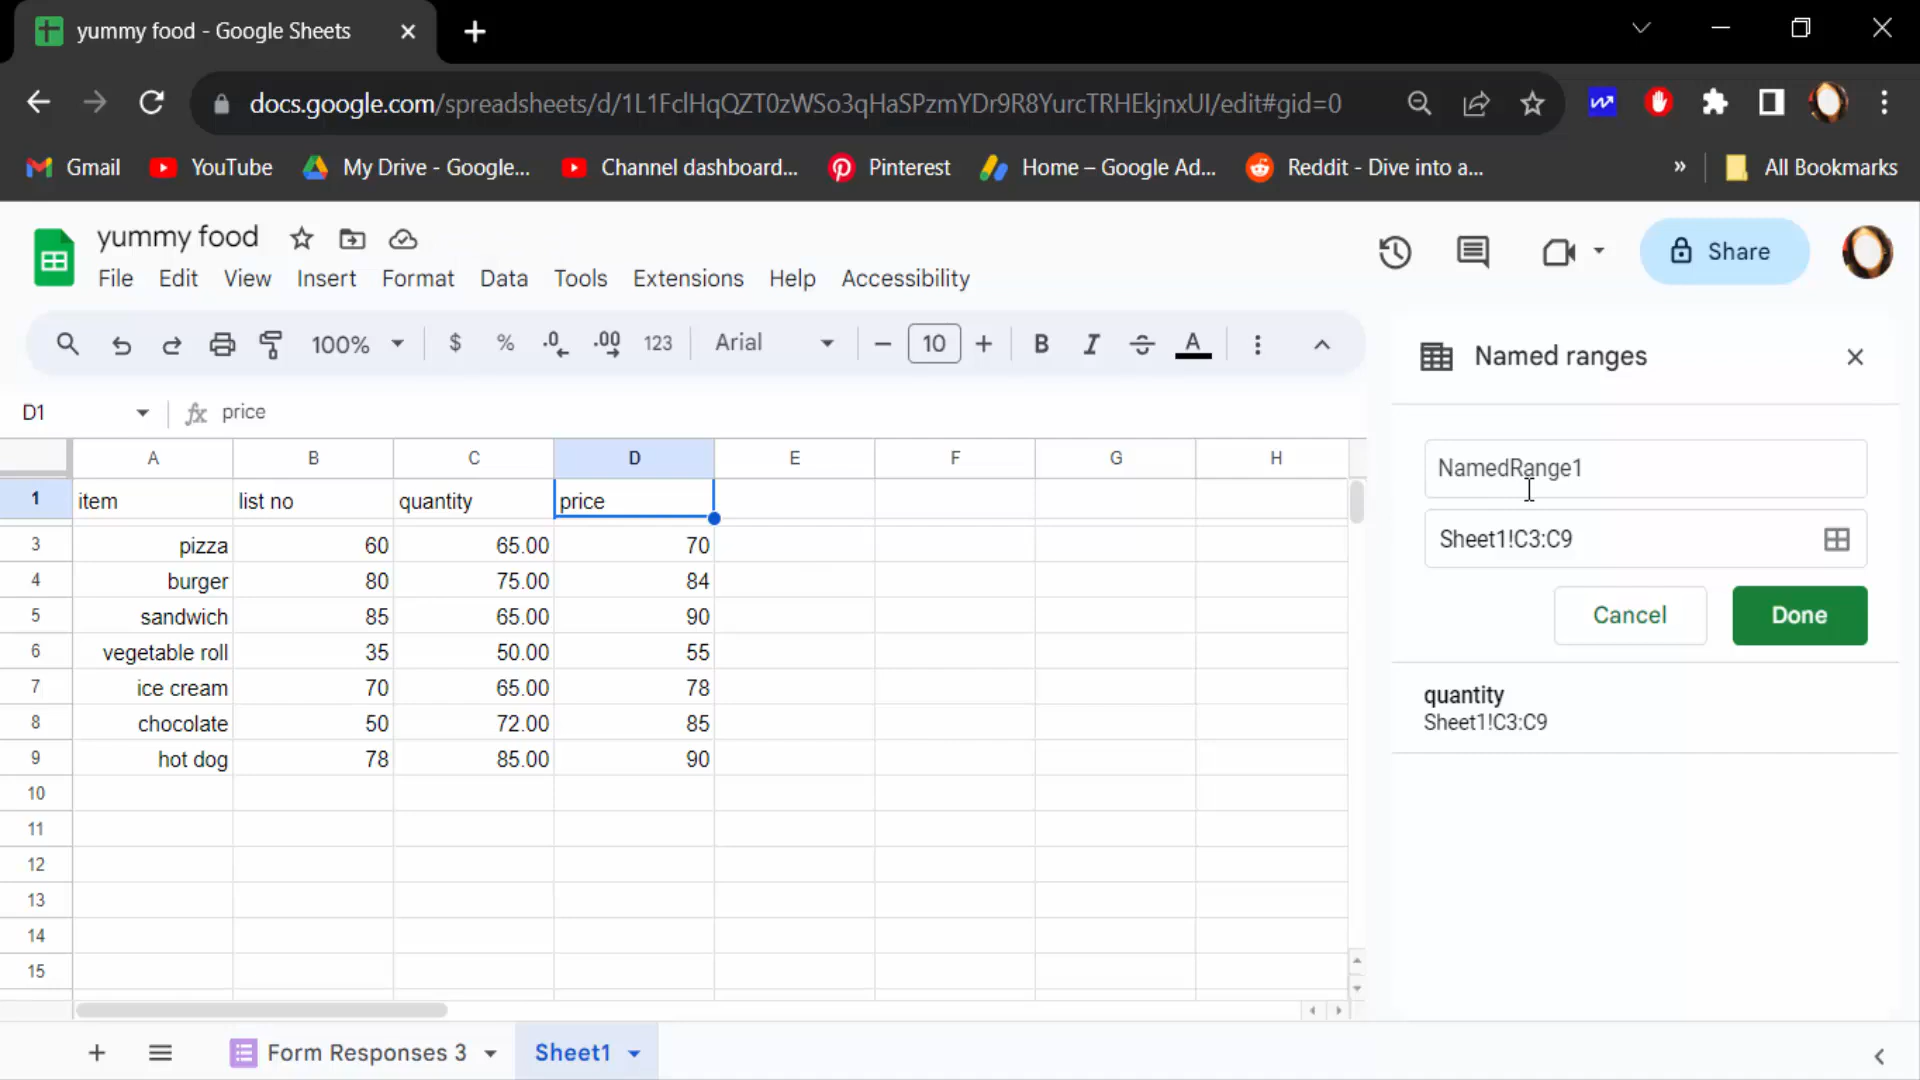 yummy food - Google Sheets
docs.google.com/spreadsheets/d/1L1FclHqQZT0zWSo3qHaSPzmYDr9R8YurcTRHEkjnxUI/edit#gid=0
Gmail YouTube My Drive - Google... Channel dashboard... Pinterest Home – Google Ad... Reddit - Dive into a... » All Bookmarks
yummy food
Share
File Edit View Insert Format Data Tools Extensions Help Accessibility
100% $ % .0 .00 123 Arial − 10 + B I S A
Named ranges
D1 fx price
A B C D E F G H
NamedRange1
1 item list no quantity price
Sheet1!C3:C9
3 pizza 60 65.00 70
4 burger 80 75.00 84
Cancel Done
5 sandwich 85 65.00 90
6 vegetable roll 35 50.00 55
7 ice cream 70 65.00 78
quantity
Sheet1!C3:C9
8 chocolate 50 72.00 85
9 hot dog 78 85.00 90
10
11
12
13
14
15
Form Responses 3 Sheet1